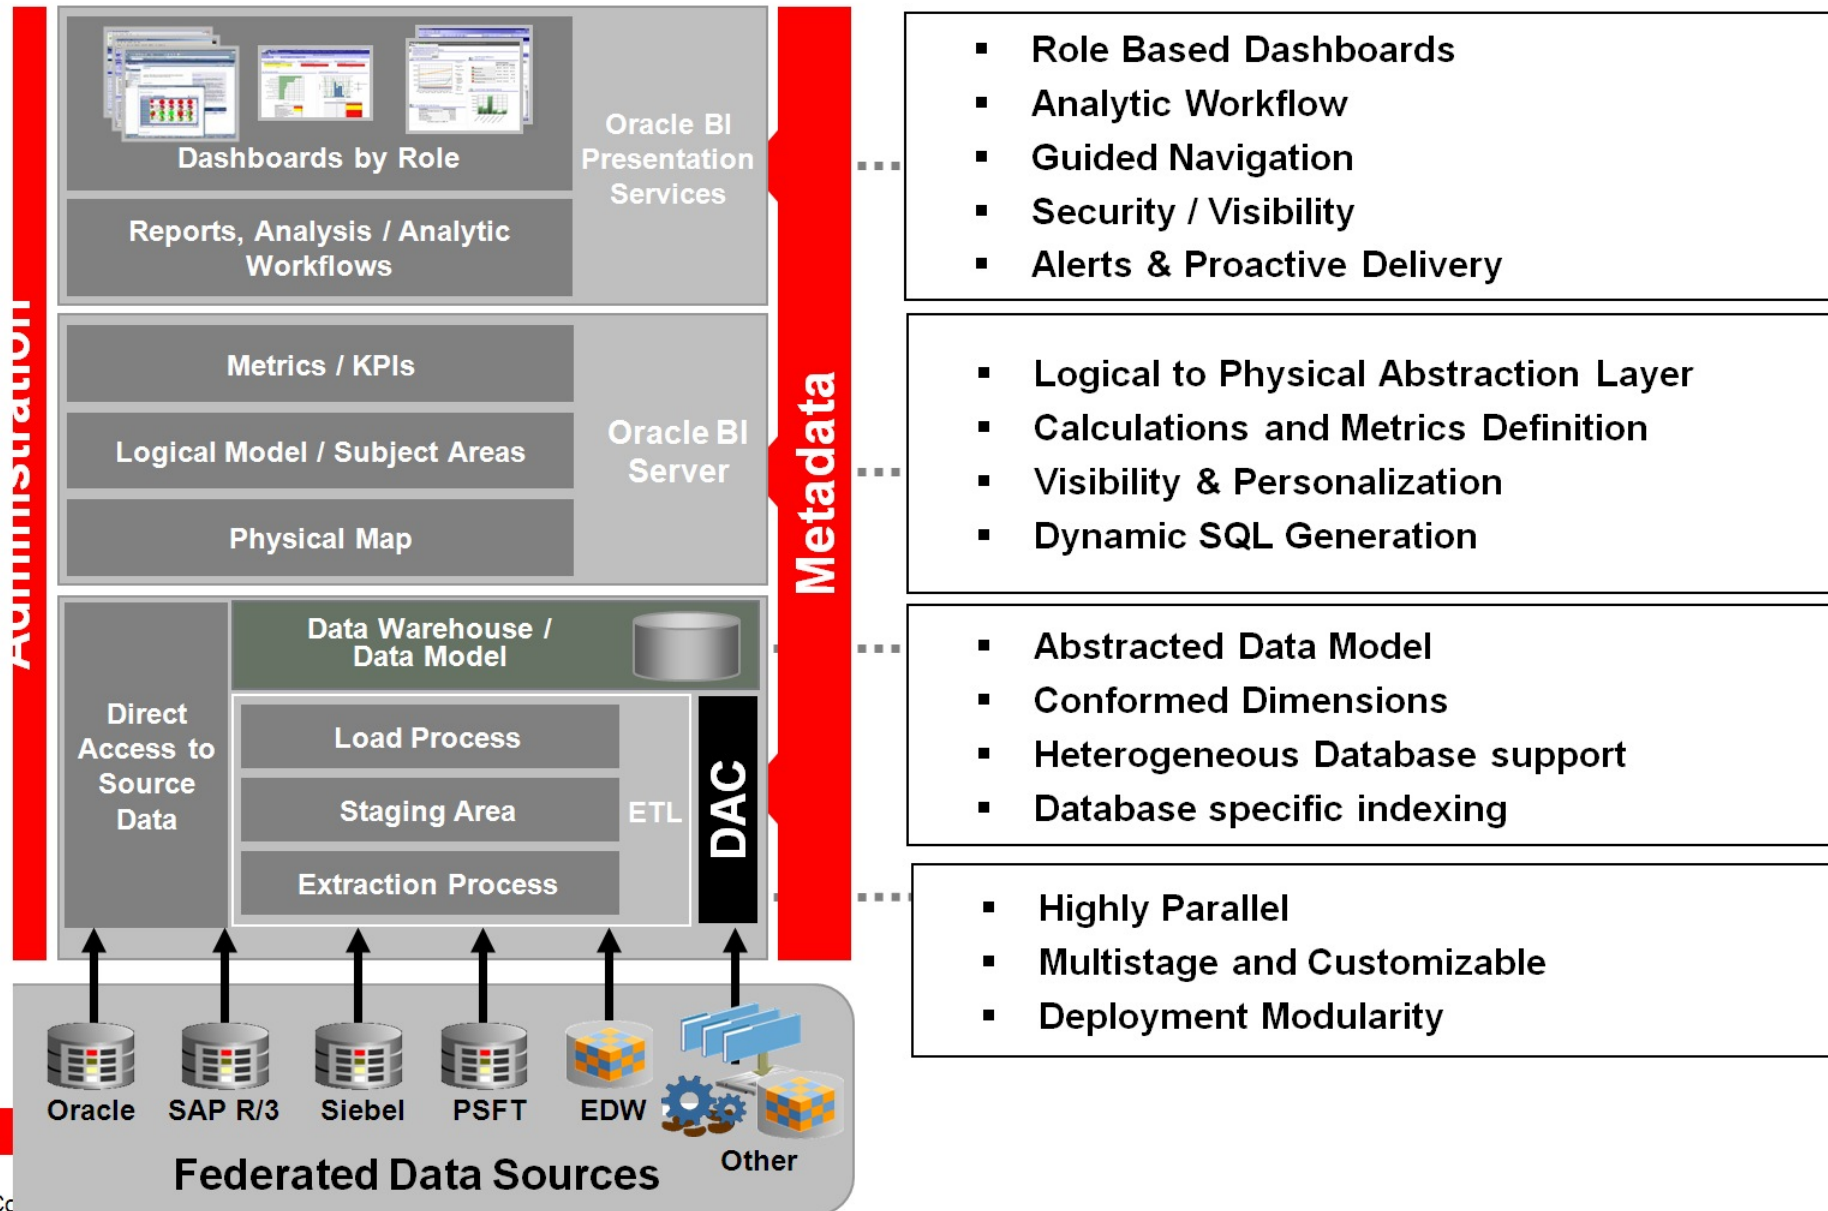 Administration
Dashboards by Role
Reports, Analysis / Analytic
Workflows
Oracle BI
Presentation
Services
Metrics / KPIs
Logical Model / Subject Areas
Physical Map
Oracle BI
Server
Direct
Access to
Source
Data
Data Warehouse /
Data Model
Load Process
Staging Area
Extraction Process
ETL
DAC
Metadata
Oracle
SAP R/3
Siebel
PSFT
EDW
Other
Federated Data Sources
▪ Role Based Dashboards
▪ Analytic Workflow
▪ Guided Navigation
▪ Security / Visibility
▪ Alerts & Proactive Delivery
▪ Logical to Physical Abstraction Layer
▪ Calculations and Metrics Definition
▪ Visibility & Personalization
▪ Dynamic SQL Generation
▪ Abstracted Data Model
▪ Conformed Dimensions
▪ Heterogeneous Database support
▪ Database specific indexing
▪ Highly Parallel
▪ Multistage and Customizable
▪ Deployment Modularity